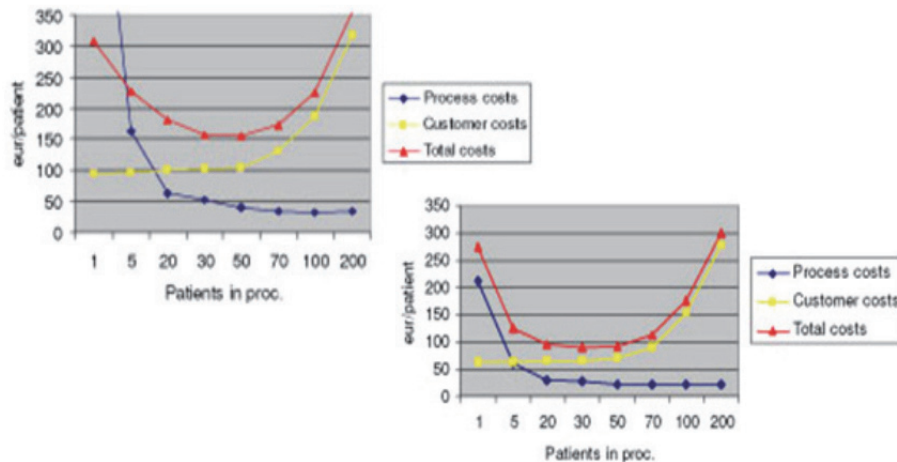 350
300
250
200
150
100
50
0
eur/patient
1 5 20 30 50 70 100 200
Patients in proc.
Process costs
Customer costs
Total costs
350
300
250
200
150
100
50
0
eur/patient
1 5 20 30 50 70 100 200
Patients in proc.
Process costs
Customer costs
Total costs